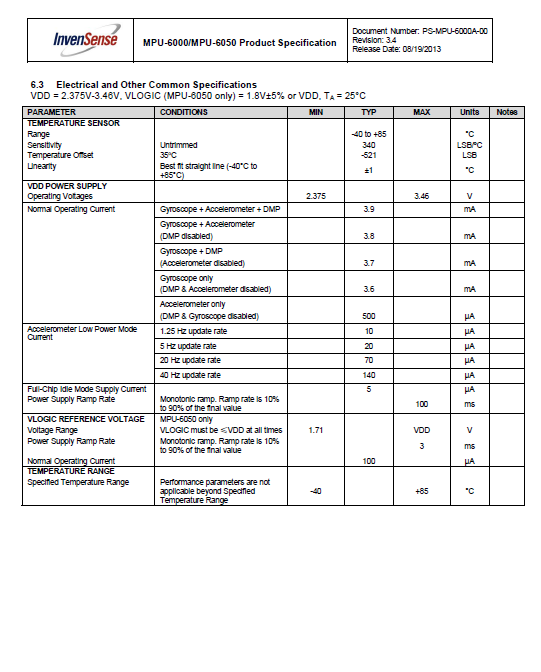 InvenSense
MPU-6000/MPU-6050 Product Specification
Document Number: PS-MPU-6000A-00
Revision: 3.4
Release Date: 08/19/2013
6.3 Electrical and Other Common Specifications
VDD = 2.375V-3.46V, VLOGIC (MPU-6050 only) = 1.8V±5% or VDD, TA = 25°C
PARAMETER CONDITIONS MIN TYP MAX Units Notes
TEMPERATURE SENSOR
Range -40 to +85 °C
Sensitivity Untrimmed 340 LSB/ºC
Temperature Offset 35°C -521 LSB
Linearity Best fit straight line (-40°C to
+85°C) ±1 °C
VDD POWER SUPPLY
Operating Voltages 2.375 3.46 V
Normal Operating Current Gyroscope + Accelerometer + DMP 3.9 mA
Gyroscope + Accelerometer
(DMP disabled) 3.8 mA
Gyroscope + DMP
(Accelerometer disabled) 3.7 mA
Gyroscope only
(DMP & Accelerometer disabled) 3.6 mA
Accelerometer only
(DMP & Gyroscope disabled) 500 µA
Accelerometer Low Power Mode
Current 1.25 Hz update rate 10 µA
5 Hz update rate 20 µA
20 Hz update rate 70 µA
40 Hz update rate 140 µA
Full-Chip Idle Mode Supply Current 5 µA
Power Supply Ramp Rate Monotonic ramp. Ramp rate is 10%
to 90% of the final value 100 ms
VLOGIC REFERENCE VOLTAGE MPU-6050 only
Voltage Range VLOGIC must be ≤VDD at all times 1.71 VDD V
Power Supply Ramp Rate Monotonic ramp. Ramp rate is 10%
to 90% of the final value 3 ms
Normal Operating Current 100 µA
TEMPERATURE RANGE
Specified Temperature Range Performance parameters are not
applicable beyond Specified
Temperature Range -40 +85 °C